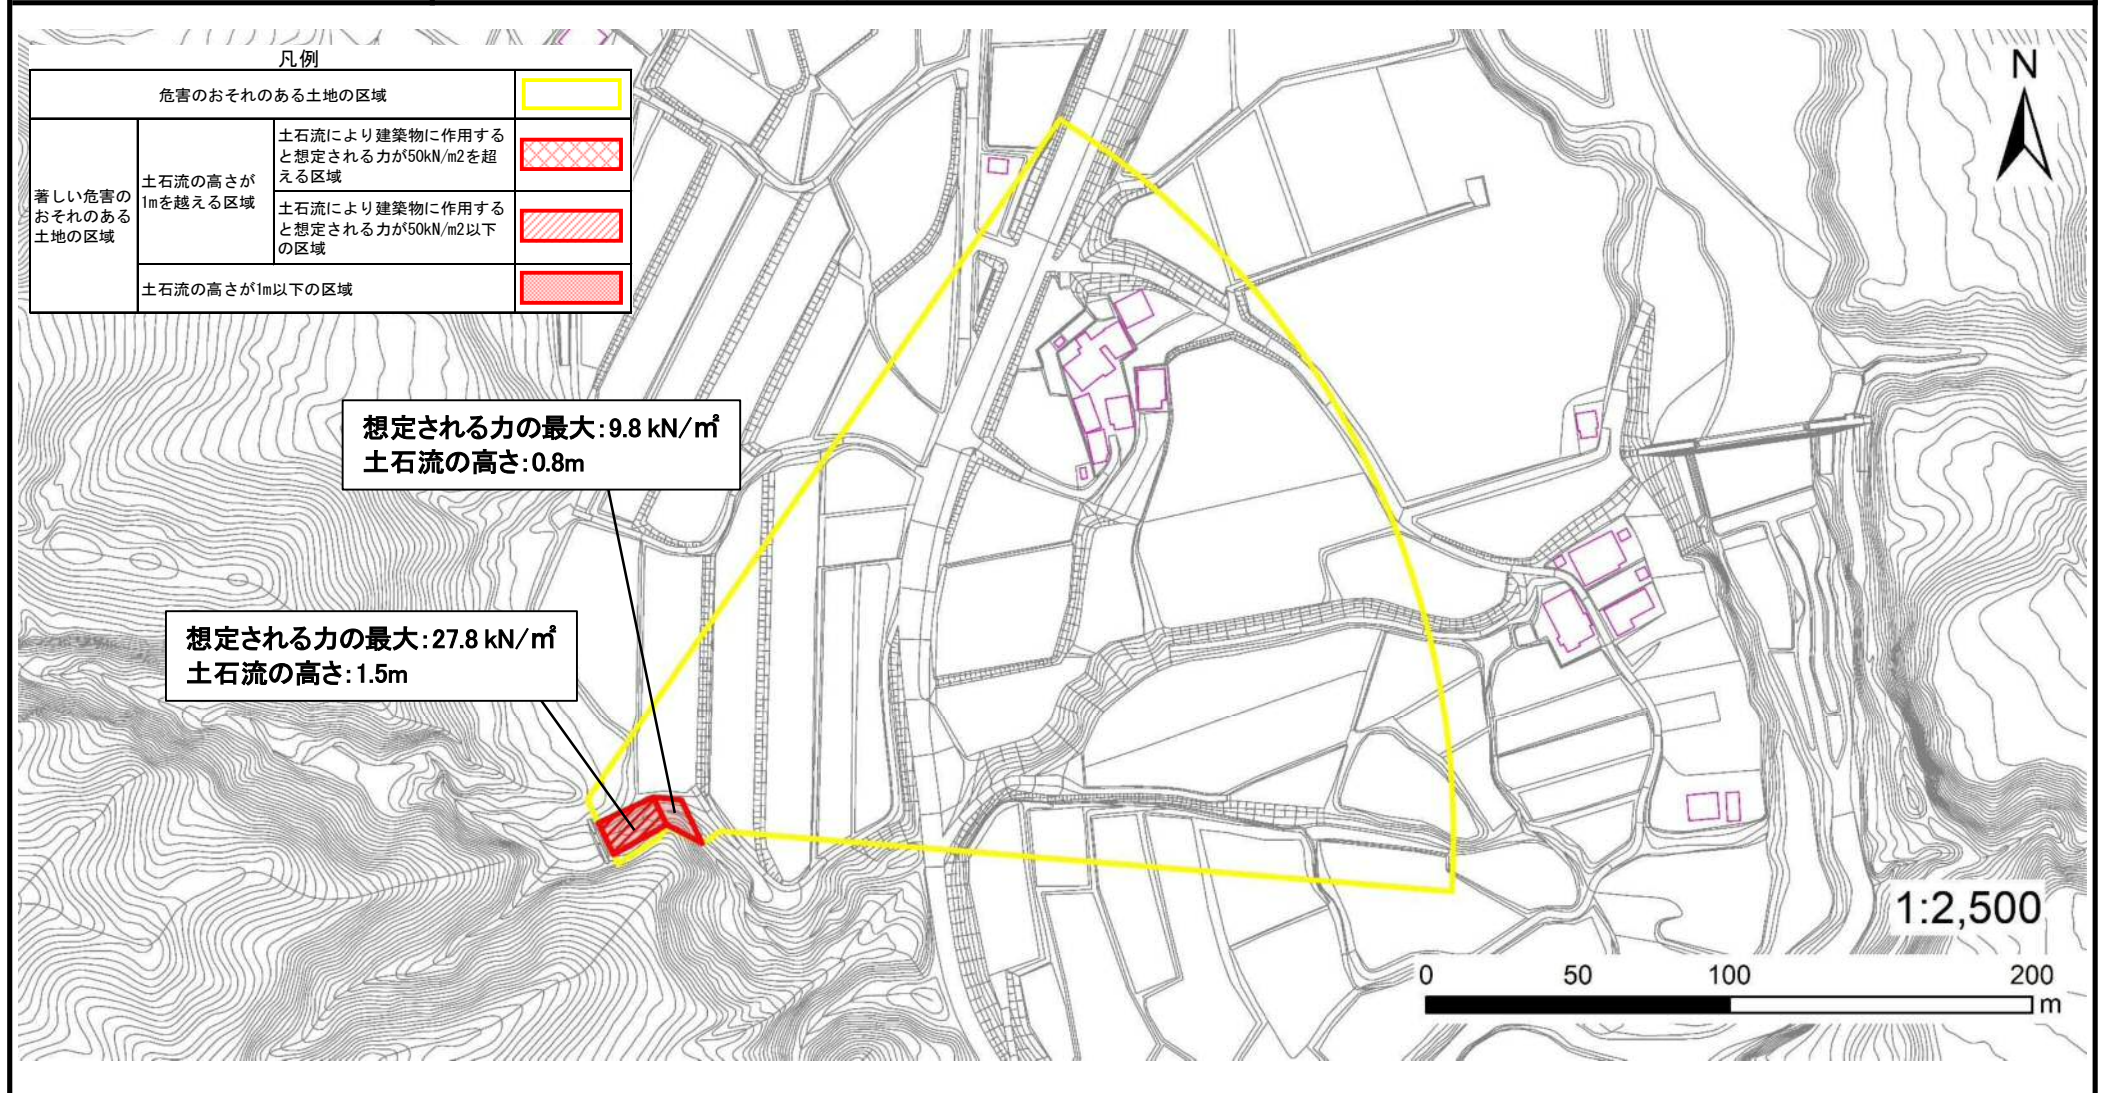 凡例
危害のおそれのある土地の区域
著しい危害の
おそれのある
土地の区域
土石流の高さが
1mを越える区域
土石流により建築物に作用する
と想定される力が50kN/m2を超
える区域
土石流により建築物に作用する
と想定される力が50kN/m2以下
の区域
土石流の高さが1m以下の区域
N
想定される力の最大:9.8 kN/㎡
土石流の高さ:0.8m
想定される力の最大:27.8 kN/㎡
土石流の高さ:1.5m
1:2,500
0 50 100 200
m